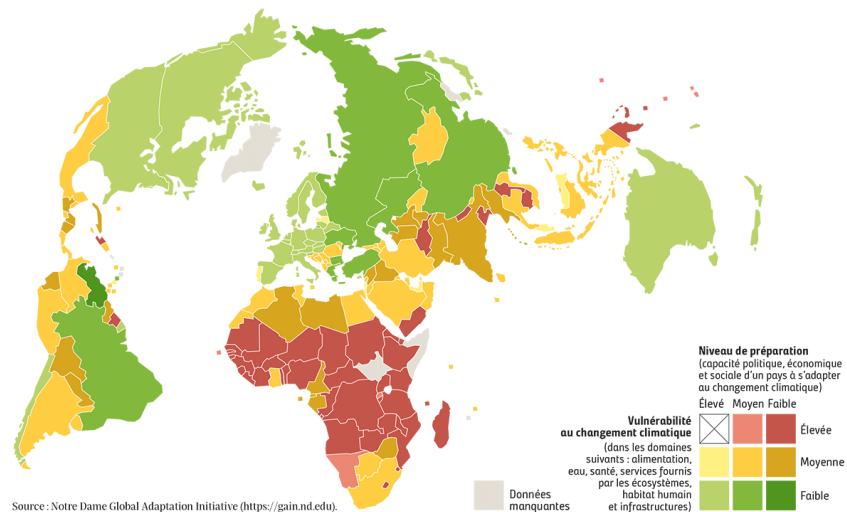 Niveau de préparation
(capacité politique, économique
et sociale d'un pays à s'adapter
au changement climatique)
Élevé Moyen Faible
Vulnérabilité
au changement climatique
(dans les domaines
suivants : alimentation,
eau, santé, services fournis
par les écosystèmes,
habitat humain
et infrastructures)
Élevée
Moyenne
Faible
Données
manquantes
Source : Notre Dame Global Adaptation Initiative (https://gain.nd.edu).